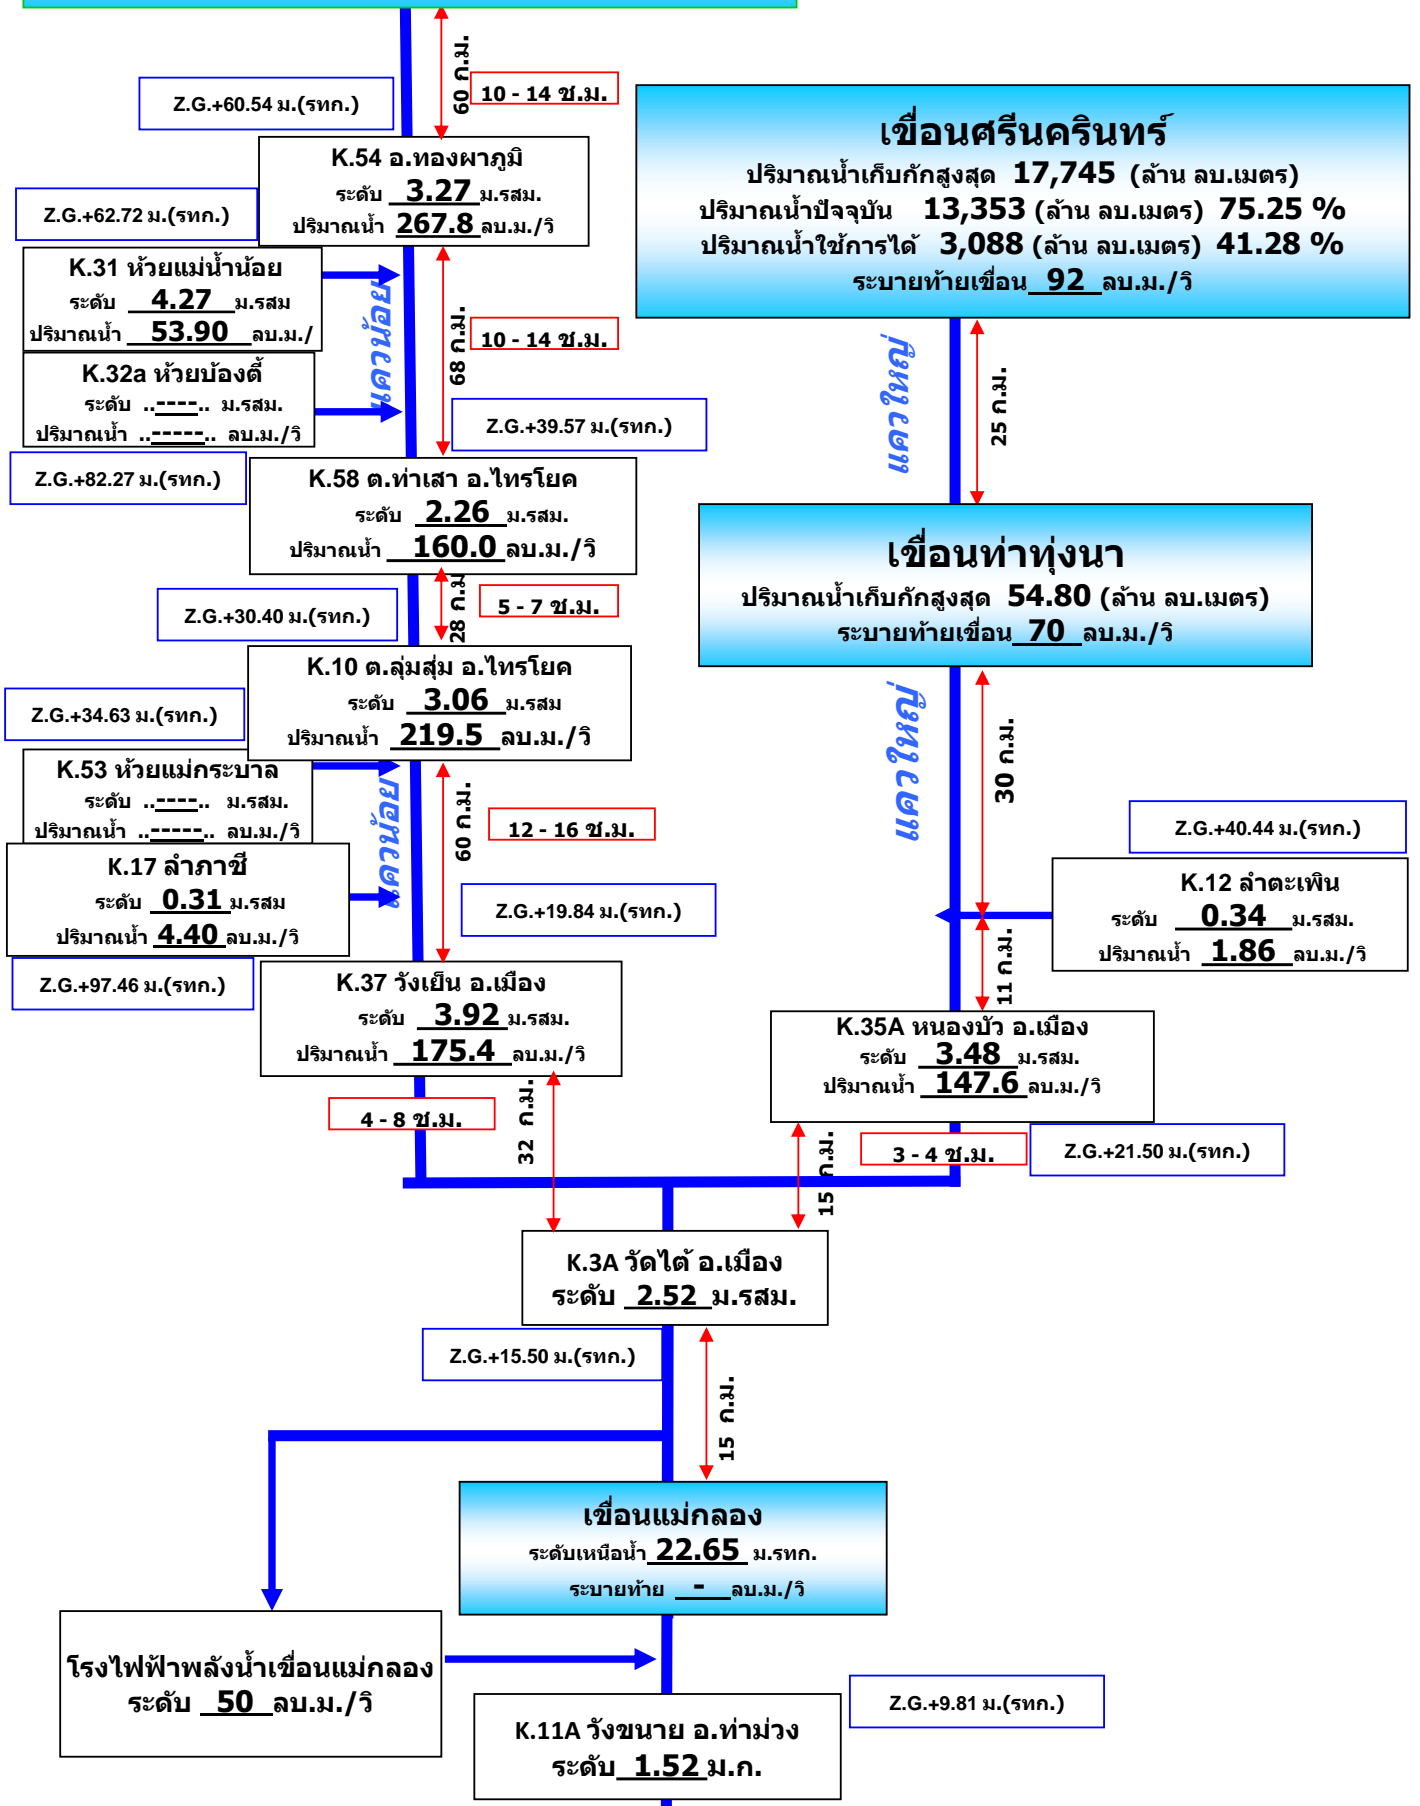 60 ก.ม.
10 - 14 ช.ม.
Z.G.+60.54 ม.(รทก.)
K.54 อ.ทองผาภูมิ
ระดับ 3.27 ม.รสม.
ปริมาณน้ำ 267.8 ลบ.ม./วิ
เขื่อนศรีนครินทร์
ปริมาณน้ำเก็บกักสูงสุด 17,745 (ล้าน ลบ.เมตร)
ปริมาณน้ำปัจจุบัน 13,353 (ล้าน ลบ.เมตร) 75.25 %
ปริมาณน้ำใช้การได้ 3,088 (ล้าน ลบ.เมตร) 41.28 %
ระบายท้ายเขื่อน 92 ลบ.ม./วิ
Z.G.+62.72 ม.(รทก.)
K.31 ห้วยแม่น้ำน้อย
ระดับ 4.27 ม.รสม
ปริมาณน้ำ 53.90 ลบ.ม./
แควน้อย
68 ก.ม.
10 - 14 ช.ม.
แควใหญ่
25 ก.ม.
K.32a ห้วยบ้องตี้
ระดับ ..----.. ม.รสม.
ปริมาณน้ำ ..-----.. ลบ.ม./วิ
Z.G.+39.57 ม.(รทก.)
Z.G.+82.27 ม.(รทก.)
K.58 ต.ท่าเสา อ.ไทรโยค
ระดับ 2.26 ม.รสม.
ปริมาณน้ำ 160.0 ลบ.ม./วิ
เขื่อนท่าทุ่งนา
ปริมาณน้ำเก็บกักสูงสุด 54.80 (ล้าน ลบ.เมตร)
ระบายท้ายเขื่อน 70 ลบ.ม./วิ
28 ก.ม
5 - 7 ช.ม.
Z.G.+30.40 ม.(รทก.)
K.10 ต.ลุ่มสุ่ม อ.ไทรโยค
ระดับ 3.06 ม.รสม
ปริมาณน้ำ 219.5 ลบ.ม./วิ
Z.G.+34.63 ม.(รทก.)
แควใหญ่
30 ก.ม.
K.53 ห้วยแม่กระบาล
ระดับ ..----.. ม.รสม.
ปริมาณน้ำ ..-----.. ลบ.ม./วิ
แควน้อย
60 ก.ม.
12 - 16 ช.ม.
Z.G.+40.44 ม.(รทก.)
K.17 ลำภาชี
ระดับ 0.31 ม.รสม
ปริมาณน้ำ 4.40 ลบ.ม./วิ
Z.G.+19.84 ม.(รทก.)
K.12 ลำตะเพิน
ระดับ 0.34 ม.รสม.
ปริมาณน้ำ 1.86 ลบ.ม./วิ
11 ก.ม.
Z.G.+97.46 ม.(รทก.)
K.37 วังเย็น อ.เมือง
ระดับ 3.92 ม.รสม.
ปริมาณน้ำ 175.4 ลบ.ม./วิ
K.35A หนองบัว อ.เมือง
ระดับ 3.48 ม.รสม.
ปริมาณน้ำ 147.6 ลบ.ม./วิ
4 - 8 ช.ม.
32 ก.ม.
15 ก.ม.
3 - 4 ช.ม.
Z.G.+21.50 ม.(รทก.)
K.3A วัดไต้ อ.เมือง
ระดับ 2.52 ม.รสม.
Z.G.+15.50 ม.(รทก.)
15 ก.ม.
เขื่อนแม่กลอง
ระดับเหนือน้ำ 22.65 ม.รทก.
ระบายท้าย - ลบ.ม./วิ
โรงไฟฟ้าพลังน้ำเขื่อนแม่กลอง
ระดับ 50 ลบ.ม./วิ
Z.G.+9.81 ม.(รทก.)
K.11A วังขนาย อ.ท่าม่วง
ระดับ 1.52 ม.ก.